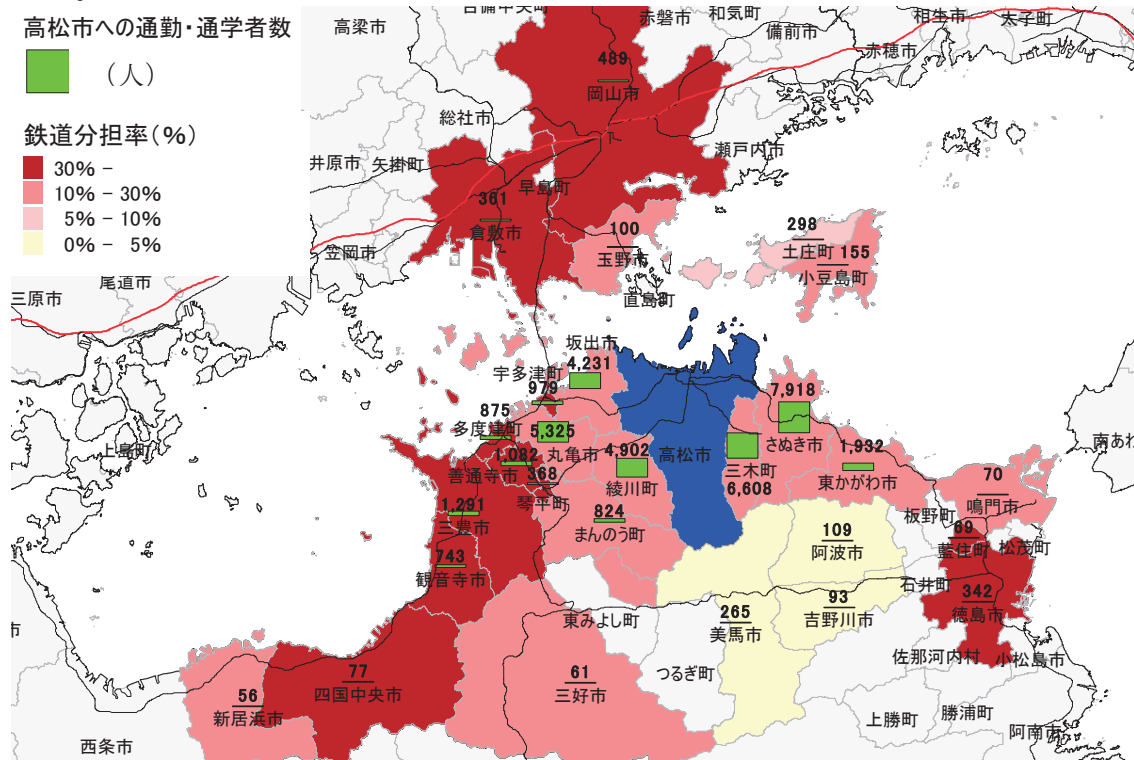 高松市への通勤・通学者数
(人)
鉄道分担率(%)
30% -
10% - 30%
5% - 10%
0% - 5%
高梁市
吉備中央町
赤磐市
和気町
備前市
相生市
太子町
赤穂市
489
岡山市
総社市
瀬戸内市
井原市
矢掛町
早島町
361
倉敷市
笠岡市
100
玉野市
298
土庄町
155
小豆島町
直島町
尾道市
三原市
坂出市
4,231
宇多津町
979
875
多度津町
5,325
丸亀市
7,918
さぬき市
1,932
東かがわ市
上島町
1,082
善通寺市
368
琴平町
4,902
綾川町
高松市
三木町
6,608
南あわ
70
鳴門市
1,291
三豊市
824
まんのう町
板野町
69
藍住町
松茂町
109
阿波市
743
観音寺市
石井町
342
徳島市
93
吉野川市
265
美馬市
東みよし町
市
つるぎ町
佐那河内村
小松島市
77
四国中央市
61
三好市
56
新居浜市
上勝町
勝浦町
阿南市
西条市